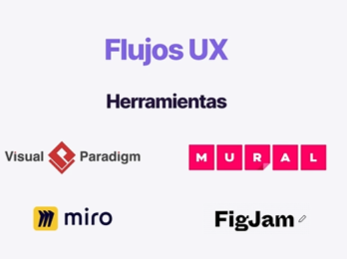 Flujos UX
Herramientas
Visual Paradigm
MURAL
miro
FigJam